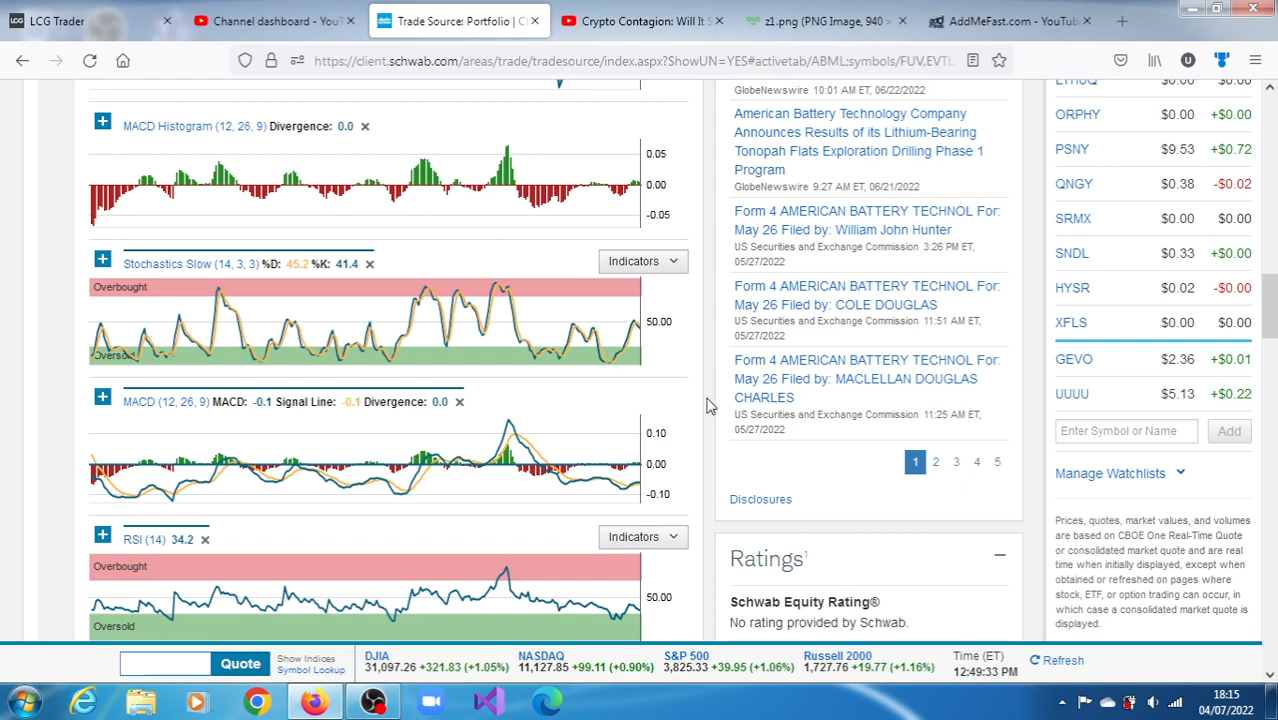 LCG Trader
Channel dashboard - YouT
Trade Source: Portfolio | Cl
Crypto Contagion: Will It S
z1.png (PNG Image, 940 ×
AddMeFast.com - YouTub
https://client.schwab.com/areas/trade/tradesource/index.aspx?ShowUN=YES#activetab/ABML:symbols/FUV,EVTL
MACD Histogram (12, 26, 9) Divergence: 0.0
0.05
0.00
-0.05
Stochastics Slow (14, 3, 3) %D: 45.2 %K: 41.4
Indicators
Overbought
50.00
Oversold
MACD (12, 26, 9) MACD: -0.1 Signal Line: -0.1 Divergence: 0.0
0.10
0.00
-0.10
RSI (14) 34.2
Indicators
Overbought
50.00
Oversold
GlobeNewswire 10:01 AM ET, 06/22/2022
American Battery Technology Company
Announces Results of its Lithium-Bearing
Tonopah Flats Exploration Drilling Phase 1
Program
GlobeNewswire 9:27 AM ET, 06/21/2022
Form 4 AMERICAN BATTERY TECHNOL For:
May 26 Filed by: William John Hunter
US Securities and Exchange Commission 3:26 PM ET,
05/27/2022
Form 4 AMERICAN BATTERY TECHNOL For:
May 26 Filed by: COLE DOUGLAS
US Securities and Exchange Commission 11:51 AM ET,
05/27/2022
Form 4 AMERICAN BATTERY TECHNOL For:
May 26 Filed by: MACLELLAN DOUGLAS
CHARLES
US Securities and Exchange Commission 11:25 AM ET,
05/27/2022
1 2 3 4 5
Disclosures
Ratings1
Schwab Equity Rating®
No rating provided by Schwab.
$0.00 +$0.00
ORPHY $0.00 +$0.00
PSNY $9.53 +$0.72
QNGY $0.38 -$0.02
SRMX $0.00 $0.00
SNDL $0.33 +$0.00
HYSR $0.02 -$0.00
XFLS $0.00 $0.00
GEVO $2.36 +$0.01
UUUU $5.13 +$0.22
Enter Symbol or Name Add
Manage Watchlists
Prices, quotes, market values, and volumes
are based on CBOE One Real-Time Quote
or consolidated market quote and are real
time when initially displayed, except when
obtained or refreshed on pages where
stock, ETF, or option trading can occur, in
which case a consolidated market quote is
displayed.
Quote
Show Indices
Symbol Lookup
DJIA
31,097.26 +321.83 (+1.05%)
NASDAQ
11,127.85 +99.11 (+0.90%)
S&P 500
3,825.33 +39.95 (+1.06%)
Russell 2000
1,727.76 +19.77 (+1.16%)
Time (ET)
12:49:33 PM
Refresh
18:15
04/07/2022